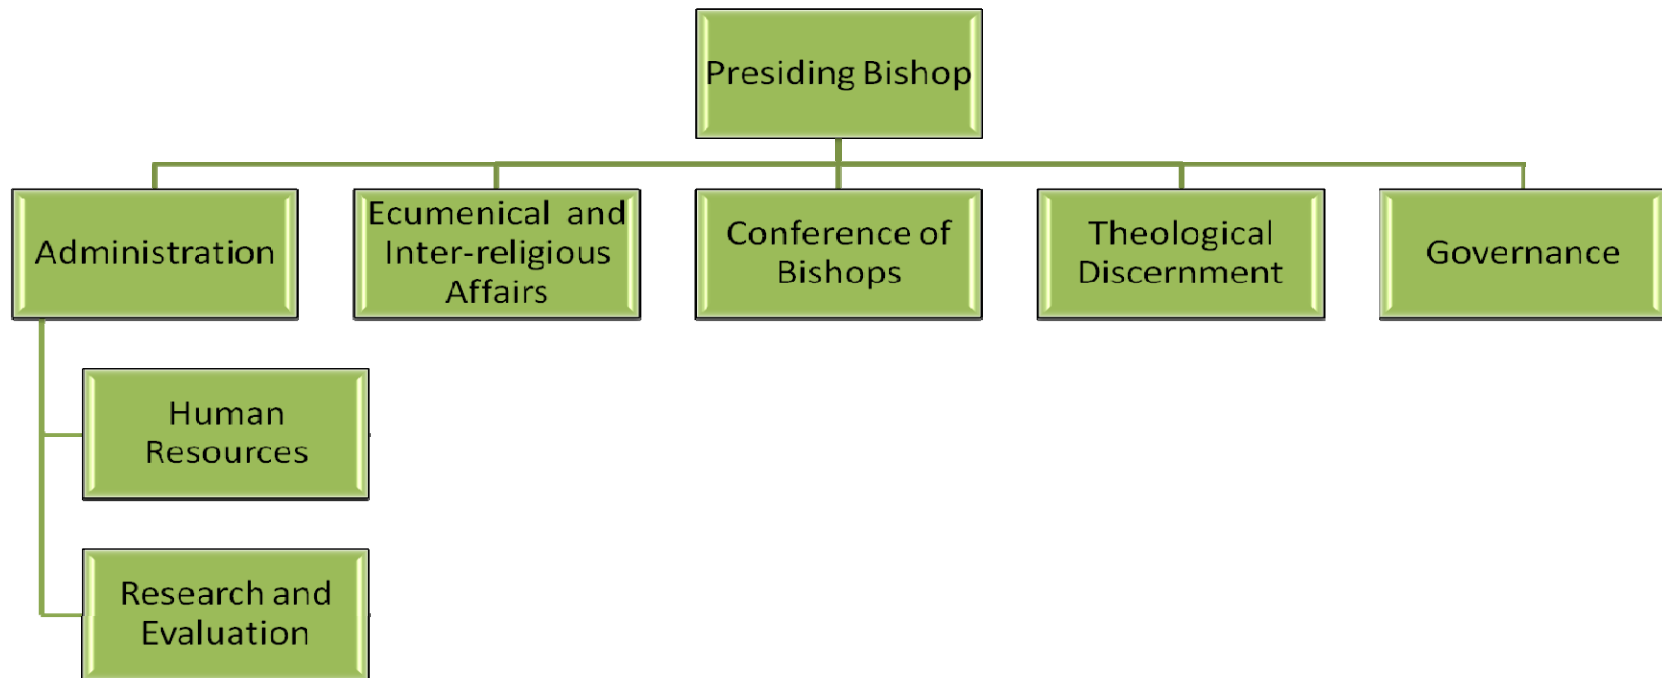 Presiding Bishop
Administration
Ecumenical and
Inter-religious
Affairs
Conference of
Bishops
Theological
Discernment
Governance
Human
Resources
Research and
Evaluation